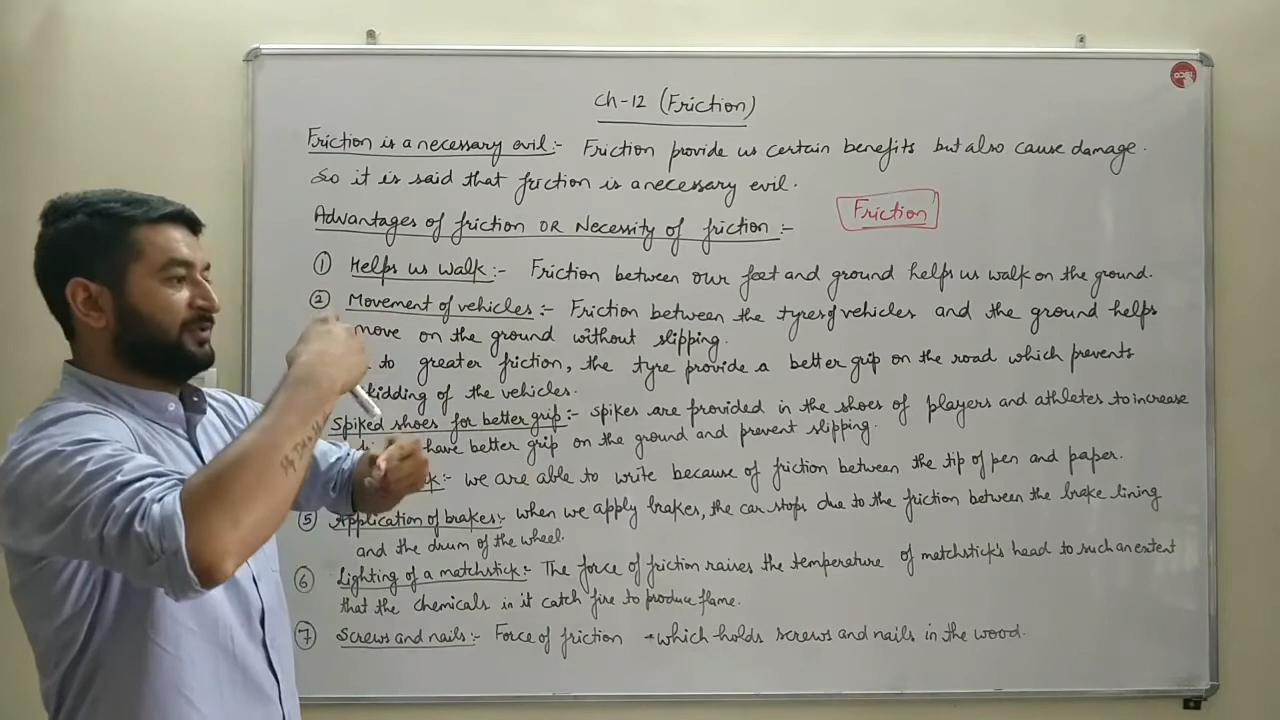 Ch-12 (Friction)
Friction is a necessary evil:- Friction provide us certain benefits but also cause damage.
So it is said that friction is a necessary evil.
Friction
Advantages of friction OR Necessity of friction:-
① Helps us walk:- Friction between our feet and ground helps us walk on the ground.
② Movement of vehicles:- Friction between the tyres of vehicles and the ground helps
move on the ground without slipping.
to greater friction, the tyre provide a better grip on the road which prevents
kidding of the vehicles.
Spiked shoes for better grip:- spikes are provided in the shoes of players and athletes to increase
have better grip on the ground and prevent slipping.
:- we are able to write because of friction between the tip of pen and paper.
⑤ Application of brakes:- when we apply brakes, the car stops due to the friction between the brake lining
and the drum of the wheel.
⑥ Lighting of a matchstick:- The force of friction raises the temperature of matchstick's head to such an extent
that the chemicals in it catch fire to produce flame.
⑦ Screws and nails:- Force of friction which holds screws and nails in the wood.